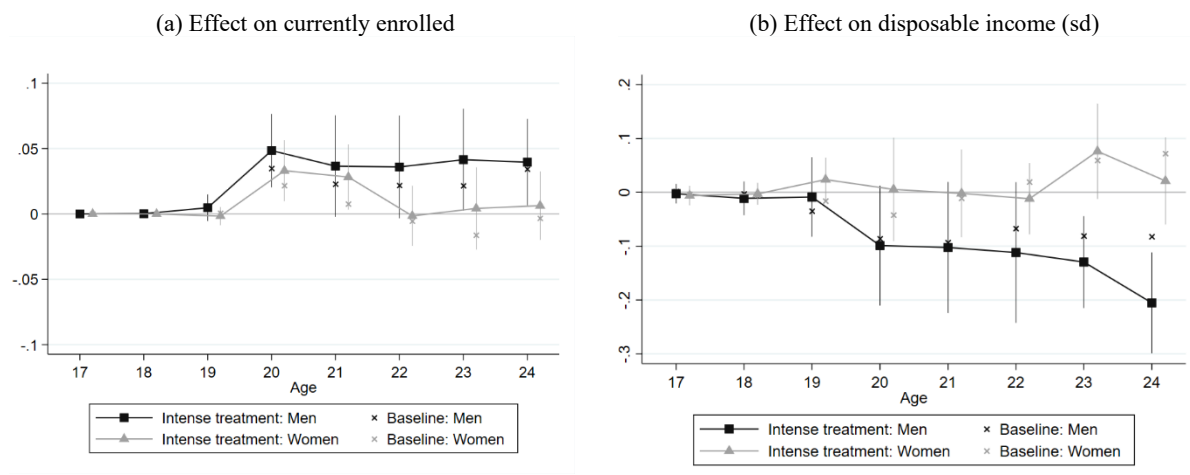 (a) Effect on currently enrolled
.1
.05
0
-.05
-.1
17 18 19 20 21 22 23 24
Age
Intense treatment: Men × Baseline: Men
Intense treatment: Women × Baseline: Women
(b) Effect on disposable income (sd)
.2
.1
0
-.1
-.2
-.3
17 18 19 20 21 22 23 24
Age
Intense treatment: Men × Baseline: Men
Intense treatment: Women × Baseline: Women